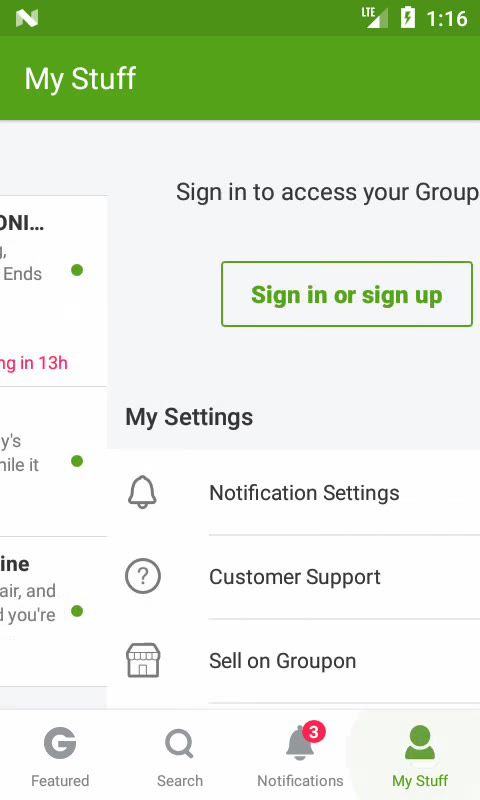 LTE 1:16
My Stuff
Sign in to access your Group
ONI...
g,
Ends
Sign in or sign up
ng in 13h
My Settings
y's
hile it
Notification Settings
ine
air, and
d you're
Customer Support
Sell on Groupon
3
Featured Search Notifications My Stuff